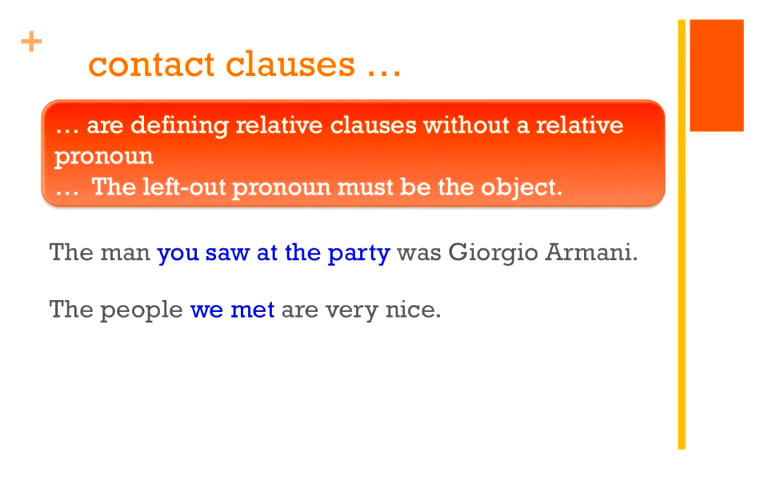 +
contact clauses …
… are defining relative clauses without a relative
pronoun
… The left-out pronoun must be the object.
The man you saw at the party was Giorgio Armani.
The people we met are very nice.